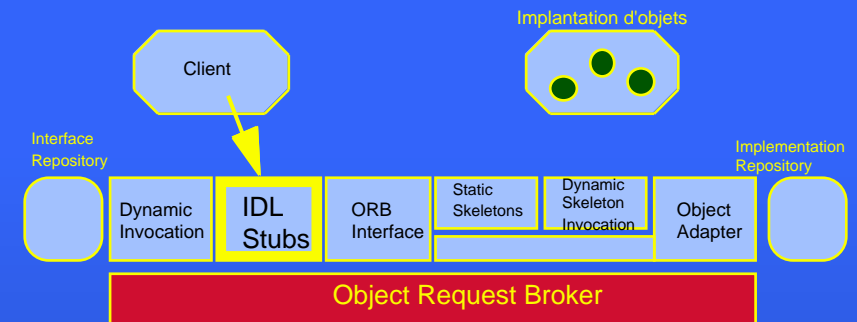 Implantation d'objets
Client
Interface
Repository
Implementation
Repository
Dynamic
Invocation
IDL
Stubs
ORB
Interface
Static
Skeletons
Dynamic
Skeleton
Invocation
Object
Adapter
Object Request Broker